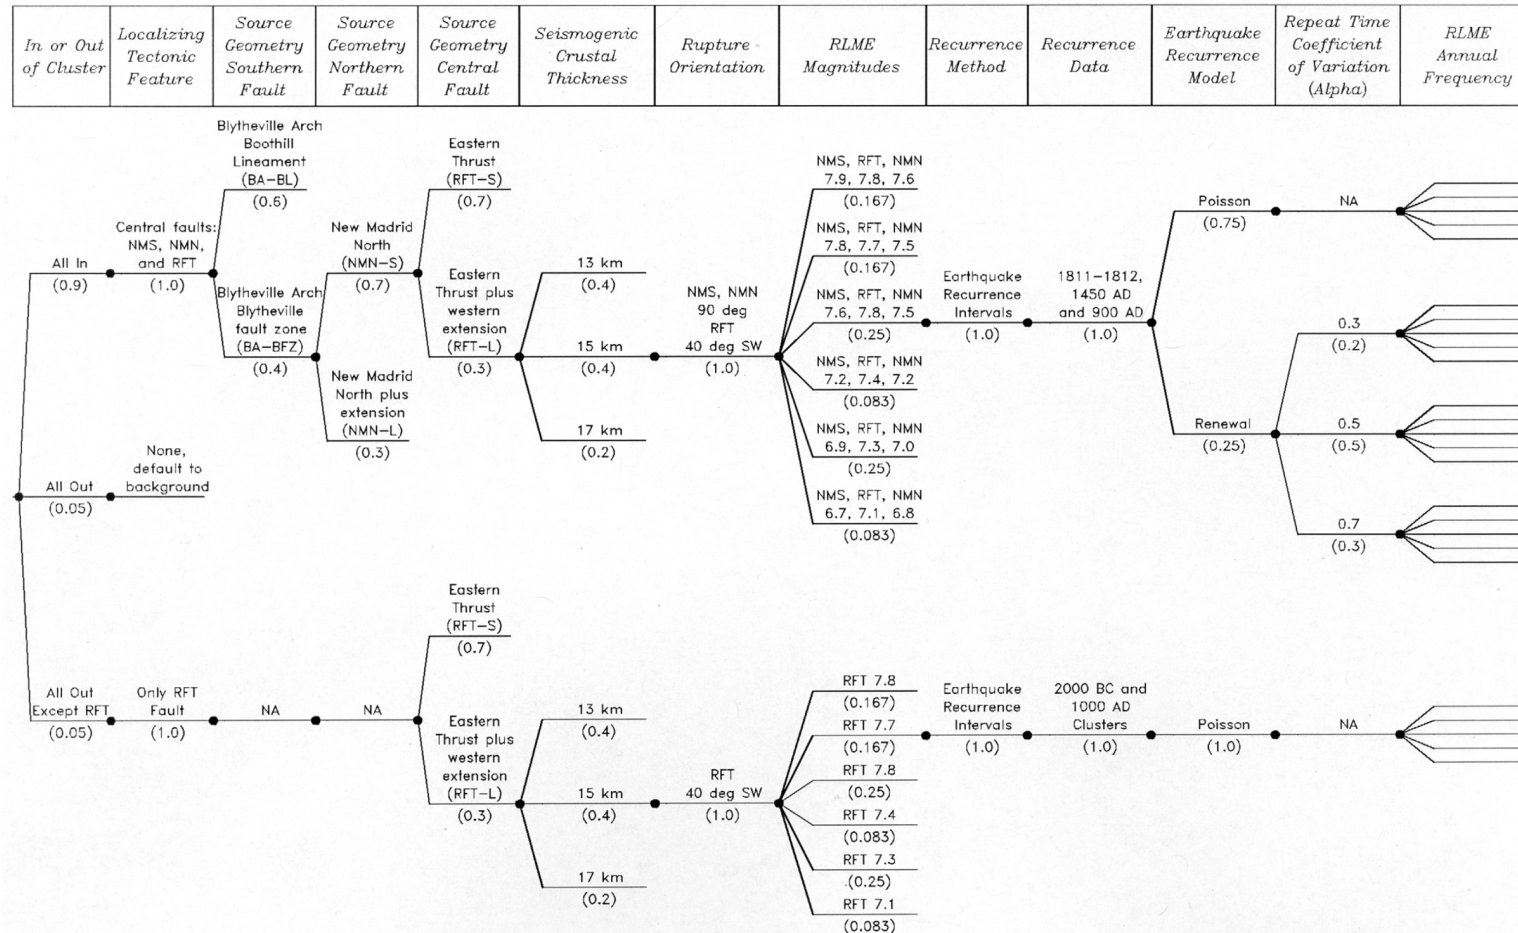 In or Out
of Cluster
Localizing
Tectonic
Feature
Source
Geometry
Southern
Fault
Source
Geometry
Northern
Fault
Source
Geometry
Central
Fault
Seismogenic
Crustal
Thickness
Rupture
Orientation
RLME
Magnitudes
Recurrence
Method
Recurrence
Data
Earthquake
Recurrence
Model
Repeat Time
Coefficient
of Variation
(Alpha)
RLME
Annual
Frequency
All In
(0.9)
Central faults:
NMS, NMN,
and RFT
(1.0)
Blytheville Arch
Boothill
Lineament
(BA-BL)
(0.6)
Blytheville Arch
Blytheville
fault zone
(BA-BFZ)
(0.4)
New Madrid
North
(NMN-S)
(0.7)
New Madrid
North plus
extension
(NMN-L)
(0.3)
Eastern
Thrust
(RFT-S)
(0.7)
Eastern
Thrust plus
western
extension
(RFT-L)
(0.3)
13 km
(0.4)
15 km
(0.4)
17 km
(0.2)
NMS, NMN
90 deg
RFT
40 deg SW
(1.0)
NMS, RFT, NMN
7.9, 7.8, 7.6
(0.167)
NMS, RFT, NMN
7.8, 7.7, 7.5
(0.167)
NMS, RFT, NMN
7.6, 7.8, 7.5
(0.25)
NMS, RFT, NMN
7.2, 7.4, 7.2
(0.083)
NMS, RFT, NMN
6.9, 7.3, 7.0
(0.25)
NMS, RFT, NMN
6.7, 7.1, 6.8
(0.083)
Earthquake
Recurrence
Intervals
(1.0)
1811-1812,
1450 AD
and 900 AD
(1.0)
Poisson
(0.75)
NA
Renewal
(0.25)
0.3
(0.2)
0.5
(0.5)
0.7
(0.3)
All Out
(0.05)
None,
default to
background
All Out
Except RFT
(0.05)
Only RFT
Fault
(1.0)
NA
NA
Eastern
Thrust
(RFT-S)
(0.7)
Eastern
Thrust plus
western
extension
(RFT-L)
(0.3)
13 km
(0.4)
15 km
(0.4)
17 km
(0.2)
RFT
40 deg SW
(1.0)
RFT 7.8
(0.167)
RFT 7.7
(0.167)
RFT 7.8
(0.25)
RFT 7.4
(0.083)
RFT 7.3
(0.25)
RFT 7.1
(0.083)
Earthquake
Recurrence
Intervals
(1.0)
2000 BC and
1000 AD
Clusters
(1.0)
Poisson
(1.0)
NA